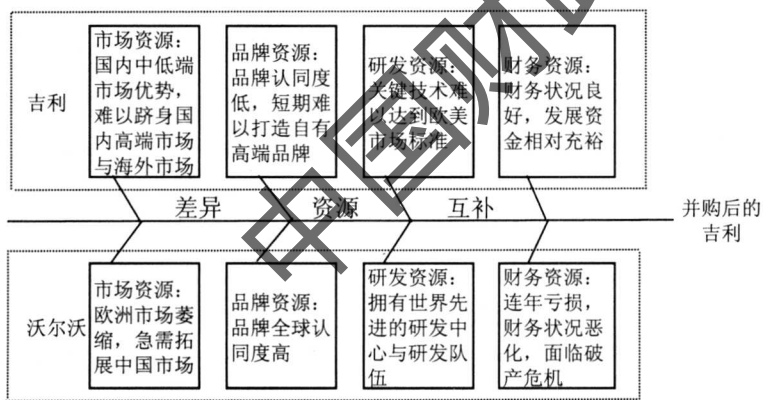 吉利
市场资源:
国内中低端
市场优势,
难以跻身国
内高端市场
与海外市场
品牌资源:
品牌认同度
低,短期难
以打造自有
高端品牌
研发资源:
关键技术难
以达到欧美
市场标准
财务资源:
财务状况良
好,发展资
金相对充裕
差异
资源
互补
并购后的
吉利
沃尔沃
市场资源:
欧洲市场萎
缩,急需拓
展中国市场
品牌资源:
品牌全球认
同度高
研发资源:
拥有世界先
进的研发中
心与研发队
伍
财务资源:
连年亏损,
财务状况恶
化,面临破
产危机
中国财